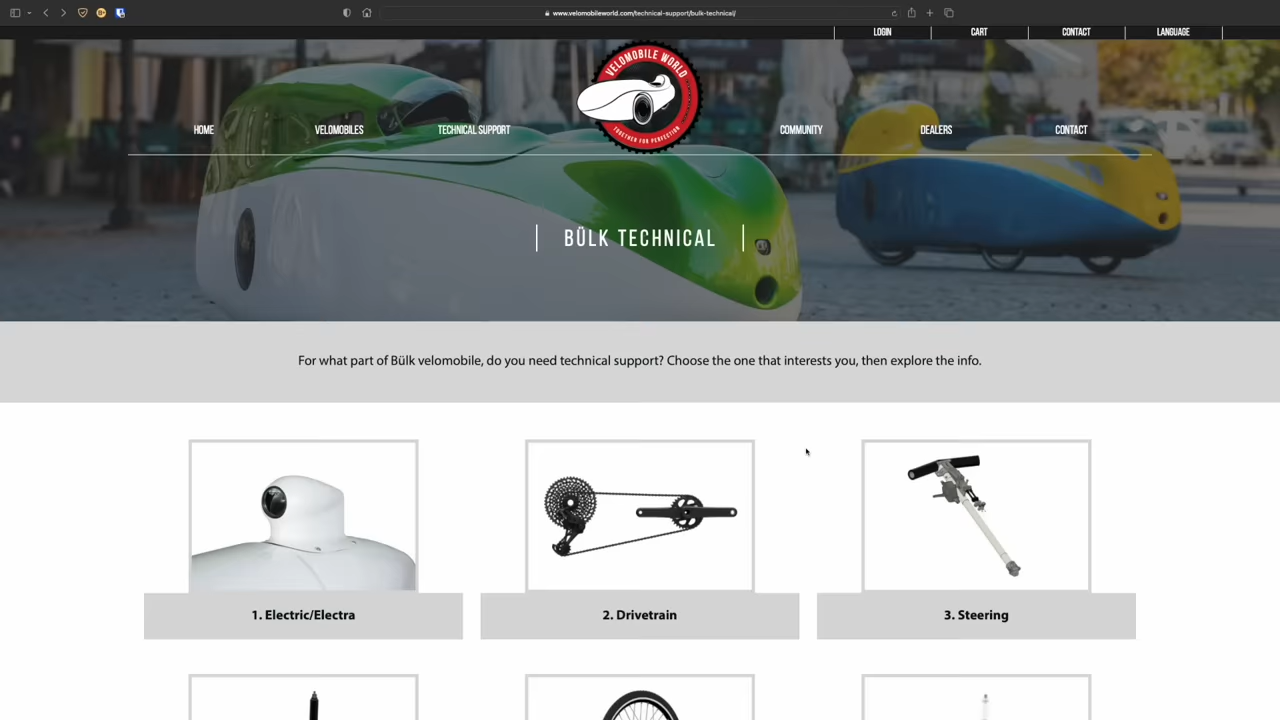 www.velomobileworld.com/technical-support/bulk-technical/
LOGIN
CART
CONTACT
LANGUAGE
VELOMOBILE WORLD
TOGETHER FOR PERFECTION
HOME
VELOMOBILES
TECHNICAL SUPPORT
COMMUNITY
DEALERS
CONTACT
BÜLK TECHNICAL
For what part of Bülk velomobile, do you need technical support? Choose the one that interests you, then explore the info.
1. Electric/Electra
2. Drivetrain
3. Steering